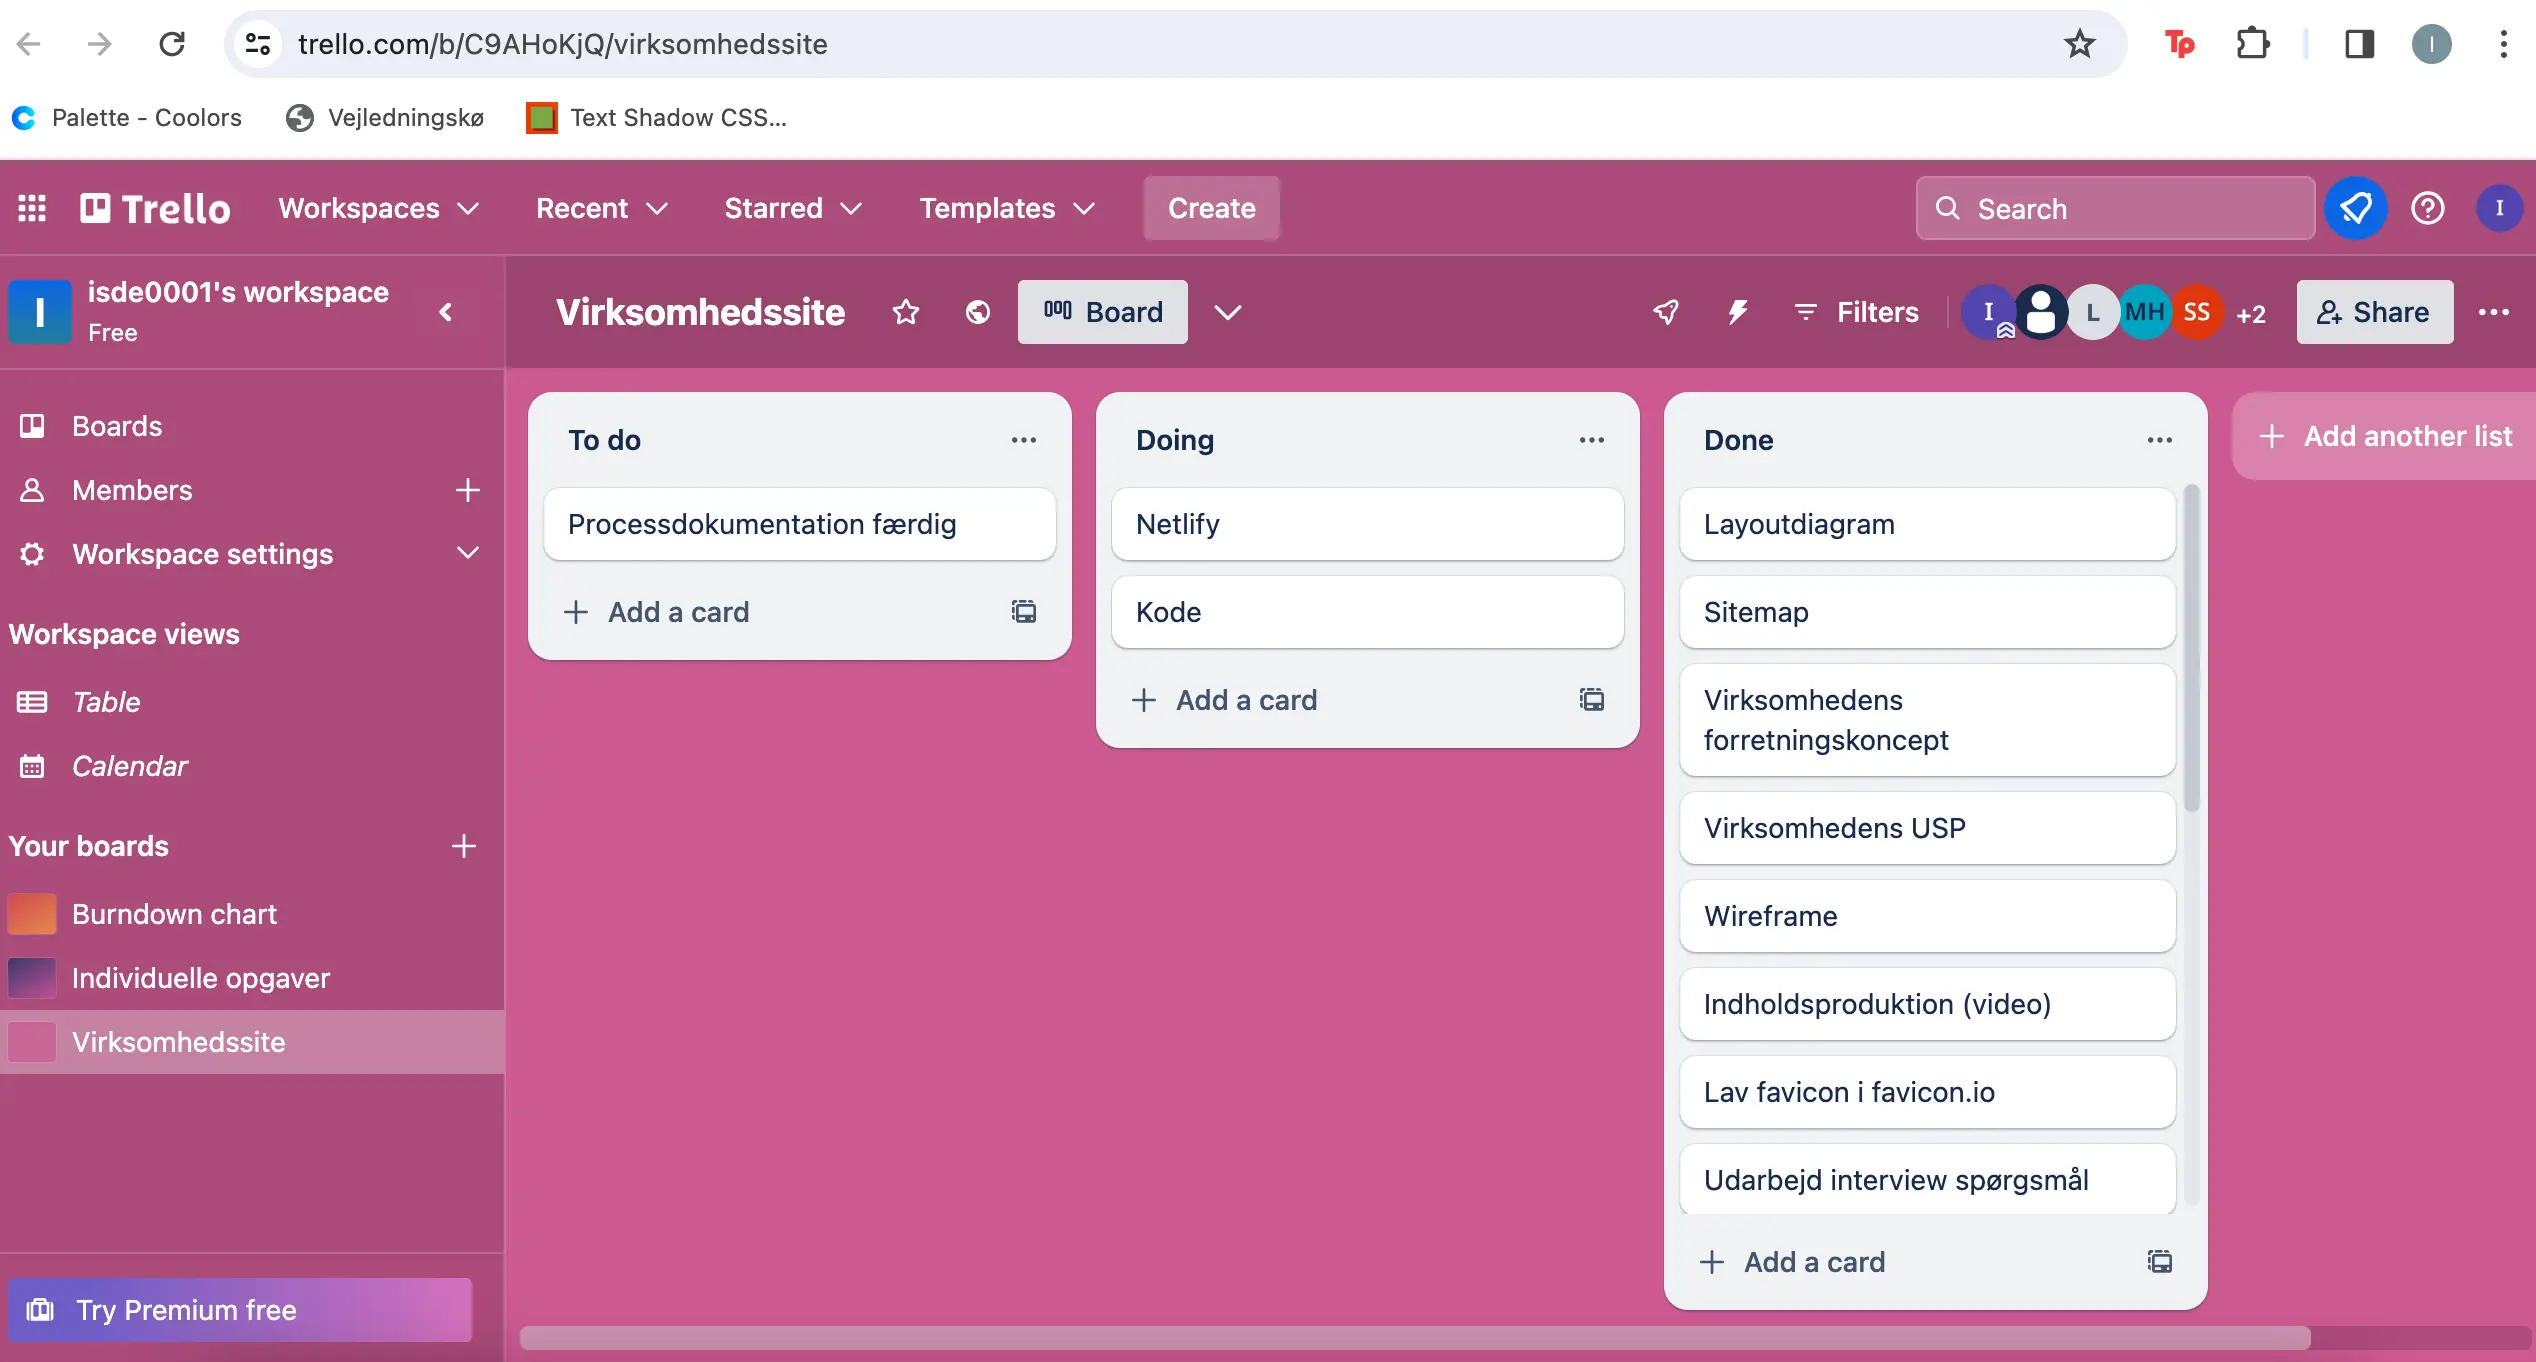 trello.com/b/C9AHoKjQ/virksomhedssite
Tp
I
Palette - Coolors
Vejledningskø
Text Shadow CSS...
Trello
Workspaces
Recent
Starred
Templates
Create
Search
I
I
isde0001's workspace
Free
Virksomhedssite
Board
Filters
I
L
MH
SS
+2
Share
Boards
Members
Workspace settings
Workspace views
Table
Calendar
Your boards
Burndown chart
Individuelle opgaver
Virksomhedssite
Try Premium free
To do
Processdokumentation færdig
Add a card
Doing
Netlify
Kode
Add a card
Done
Layoutdiagram
Sitemap
Virksomhedens
forretningskoncept
Virksomhedens USP
Wireframe
Indholdsproduktion (video)
Lav favicon i favicon.io
Udarbejd interview spørgsmål
Add a card
Add another list